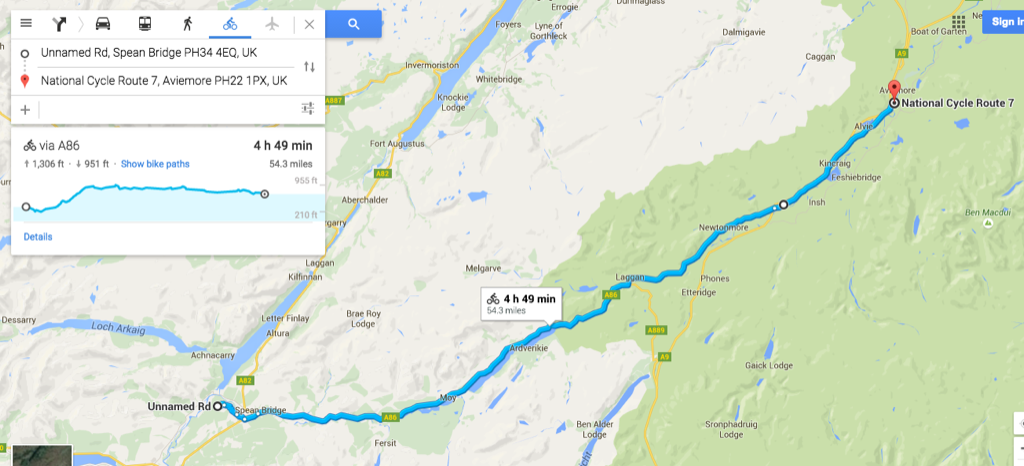 Unnamed Rd, Spean Bridge PH34 4EQ, UK
National Cycle Route 7, Aviemore PH22 1PX, UK
via A86
4 h 49 min
↑ 1,306 ft · ↓ 951 ft · Show bike paths
54.3 miles
955 ft
210 ft
Details
Sign in
Errogie
Dunmaglass
Foyers
Lyne of
Gorthleck
Dalmigavie
Boat of Garten
A9
Caggan
Invermoriston
Whitebridge
Knockie
Lodge
A887
National Cycle Route 7
Alvie
Fort Augustus
A82
Kincraig
Feshiebridge
Aberchalder
Insh
Ben Macdui
Newtonmore
Laggan
Kilfinnan
Melgarve
Laggan
Phones
A86
Etteridge
4 h 49 min
54.3 miles
Dessarry
Loch Arkaig
Letter Finlay
Altura
Brae Roy
Lodge
A889
Ardverikie
A9
Achnacarry
Gaick Lodge
A82
Moy
Unnamed Rd
Spean Bridge
A86
Fersit
Ben Alder
Lodge
Sronphadruig
Lodge